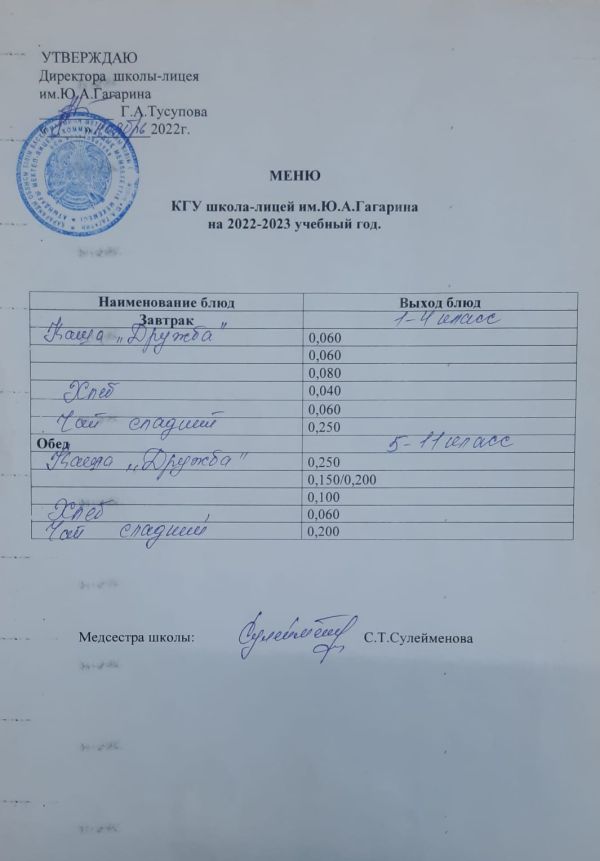 УТВЕРЖДАЮ
Директора школы-лицея
им.Ю.А.Гагарина
Г.А.Тусупова
2022г.
МЕНЮ
КГУ школа-лицей им.Ю.А.Гагарина
на 2022-2023 учебный год.
Наименование блюд Выход блюд
Завтрак 1-4 класс
Каша „Дружба" 0,060
0,060
0,080
Хлеб 0,040
0,060
Чай сладкий 0,250
Обед 5-11 класс
Каша „Дружба" 0,250
0,150/0,200
0,100
Хлеб 0,060
Чай сладкий 0,200
Медсестра школы: С.Т.Сулейменова